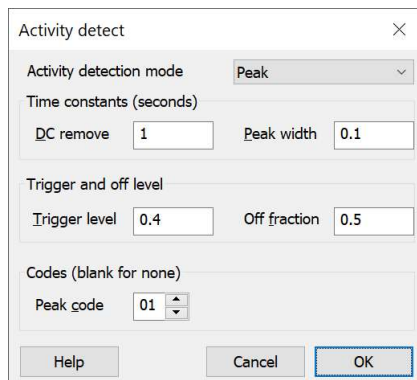 Activity detect
Activity detection mode Peak
Time constants (seconds)
DC remove 1 Peak width 0.1
Trigger and off level
Trigger level 0.4 Off fraction 0.5
Codes (blank for none)
Peak code 01
Help Cancel OK